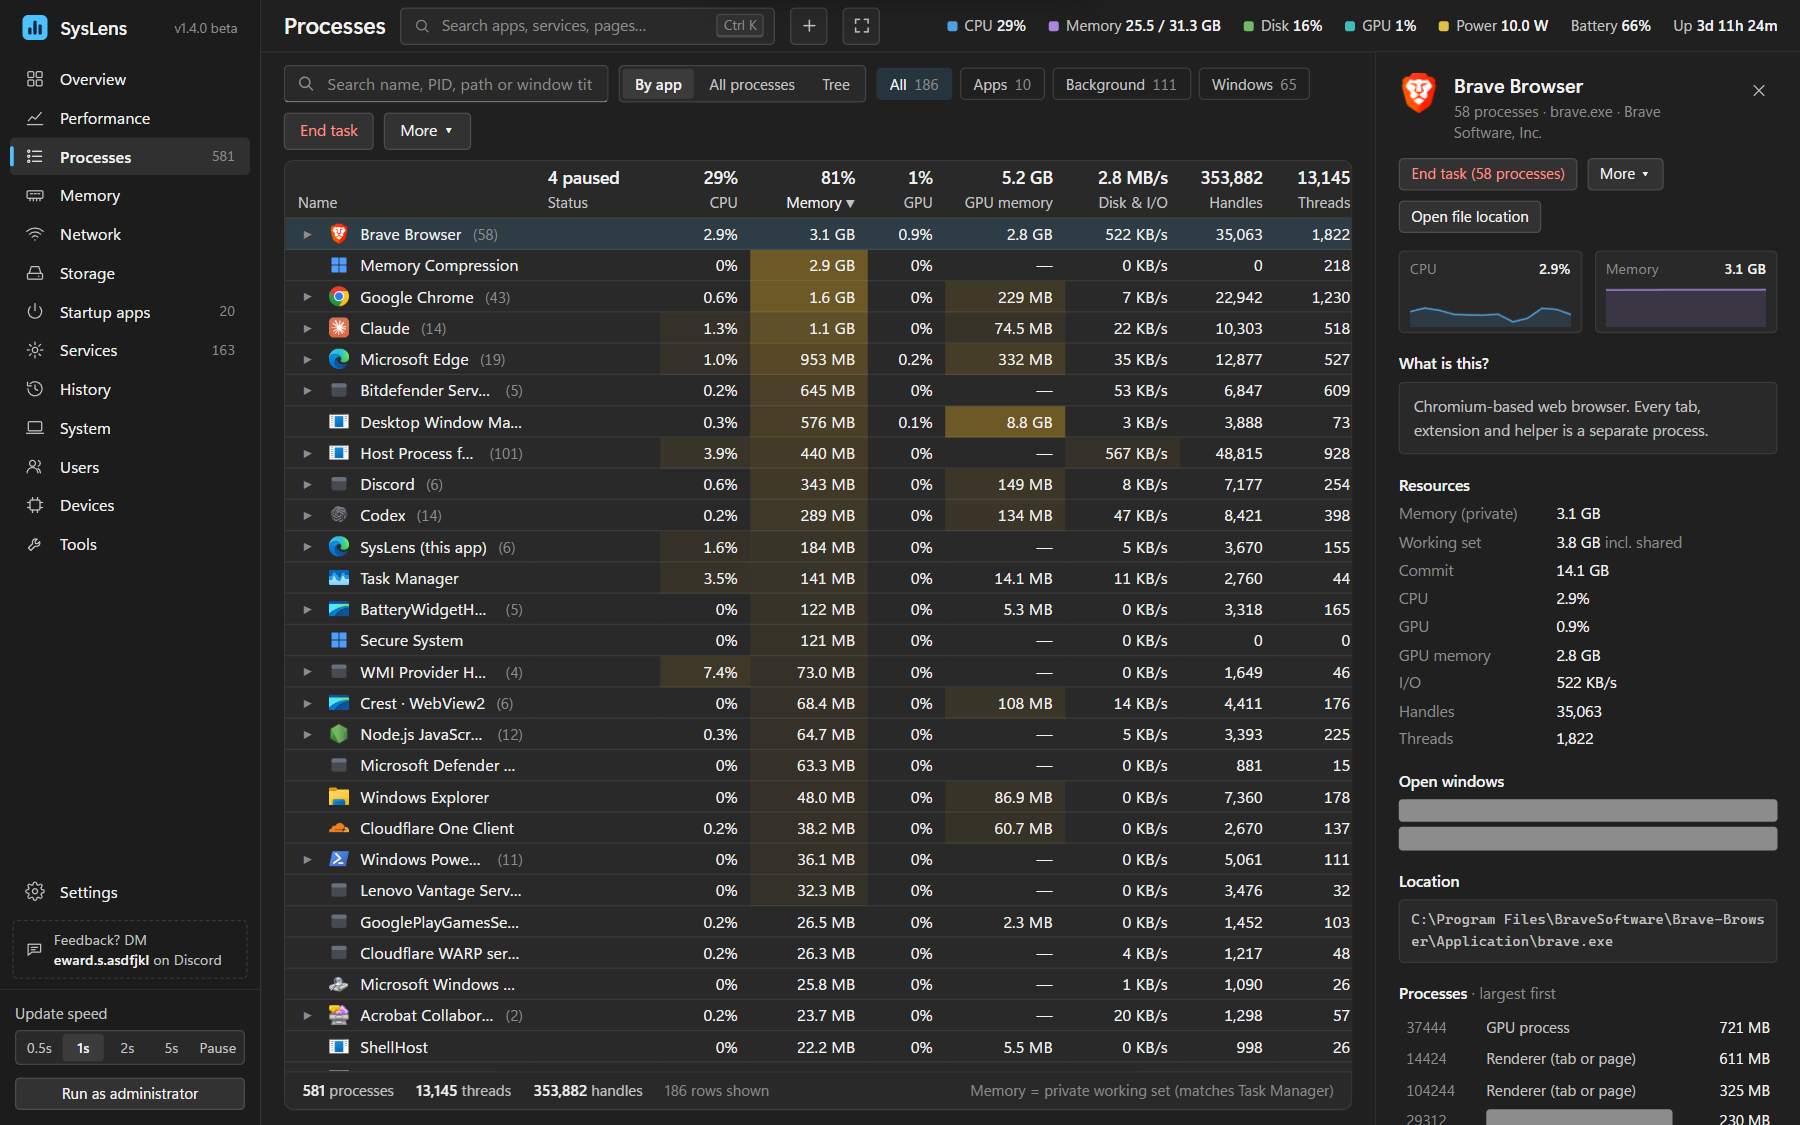 SysLens v1.4.0 beta
Overview
Performance
Processes 581
Memory
Network
Storage
Startup apps 20
Services 163
History
System
Users
Devices
Tools
Settings
Feedback? DM
eward.s.asdfjkl on Discord
Update speed
0.5s 1s 2s 5s Pause
Run as administrator
Processes Search apps, services, pages... Ctrl K + CPU 29% Memory 25.5 / 31.3 GB Disk 16% GPU 1% Power 10.0 W Battery 66% Up 3d 11h 24m
Search name, PID, path or window tit By app All processes Tree All 186 Apps 10 Background 111 Windows 65
End task More
4 paused 29% 81% 1% 5.2 GB 2.8 MB/s 353,882 13,145
Name Status CPU Memory GPU GPU memory Disk & I/O Handles Threads
Brave Browser (58) 2.9% 3.1 GB 0.9% 2.8 GB 522 KB/s 35,063 1,822
Memory Compression 0% 2.9 GB 0% — 0 KB/s 0 218
Google Chrome (43) 0.6% 1.6 GB 0% 229 MB 7 KB/s 22,942 1,230
Claude (14) 1.3% 1.1 GB 0% 74.5 MB 22 KB/s 10,303 518
Microsoft Edge (19) 1.0% 953 MB 0.2% 332 MB 35 KB/s 12,877 527
Bitdefender Serv... (5) 0.2% 645 MB 0% — 53 KB/s 6,847 609
Desktop Window Ma... 0.3% 576 MB 0.1% 8.8 GB 3 KB/s 3,888 73
Host Process f... (101) 3.9% 440 MB 0% — 567 KB/s 48,815 928
Discord (6) 0.6% 343 MB 0% 149 MB 8 KB/s 7,177 254
Codex (14) 0.2% 289 MB 0% 134 MB 47 KB/s 8,421 398
SysLens (this app) (6) 1.6% 184 MB 0% — 5 KB/s 3,670 155
Task Manager 3.5% 141 MB 0% 14.1 MB 11 KB/s 2,760 44
BatteryWidgetH... (5) 0% 122 MB 0% 5.3 MB 0 KB/s 3,318 165
Secure System 0% 121 MB 0% — 0 KB/s 0 0
WMI Provider H... (4) 7.4% 73.0 MB 0% — 0 KB/s 1,649 46
Crest · WebView2 (6) 0% 68.4 MB 0% 108 MB 14 KB/s 4,411 176
Node.js JavaScr... (12) 0.3% 64.7 MB 0% — 5 KB/s 3,393 225
Microsoft Defender ... 0% 63.3 MB 0% — 0 KB/s 881 15
Windows Explorer 0% 48.0 MB 0% 86.9 MB 0 KB/s 7,360 178
Cloudflare One Client 0.2% 38.2 MB 0% 60.7 MB 0 KB/s 2,670 137
Windows Powe... (11) 0% 36.1 MB 0% — 0 KB/s 5,061 111
Lenovo Vantage Serv... 0% 32.3 MB 0% — 0 KB/s 3,476 32
GooglePlayGamesSe... 0.2% 26.5 MB 0% 2.3 MB 0 KB/s 1,452 103
Cloudflare WARP ser... 0.2% 26.3 MB 0% — 4 KB/s 1,217 48
Microsoft Windows ... 0% 25.8 MB 0% — 1 KB/s 1,090 26
Acrobat Collabor... (2) 0.2% 23.7 MB 0% — 20 KB/s 1,298 57
ShellHost 0% 22.2 MB 0% 5.5 MB 0 KB/s 998 26
581 processes 13,145 threads 353,882 handles 186 rows shown Memory = private working set (matches Task Manager)
Brave Browser
58 processes · brave.exe · Brave
Software, Inc.
End task (58 processes) More
Open file location
CPU 2.9% Memory 3.1 GB
What is this?
Chromium-based web browser. Every tab,
extension and helper is a separate process.
Resources
Memory (private) 3.1 GB
Working set 3.8 GB incl. shared
Commit 14.1 GB
CPU 2.9%
GPU 0.9%
GPU memory 2.8 GB
I/O 522 KB/s
Handles 35,063
Threads 1,822
Open windows
Location
C:\Program Files\BraveSoftware\Brave-Brows
er\Application\brave.exe
Processes · largest first
37444 GPU process 721 MB
14424 Renderer (tab or page) 611 MB
104244 Renderer (tab or page) 325 MB
29312 230 MB